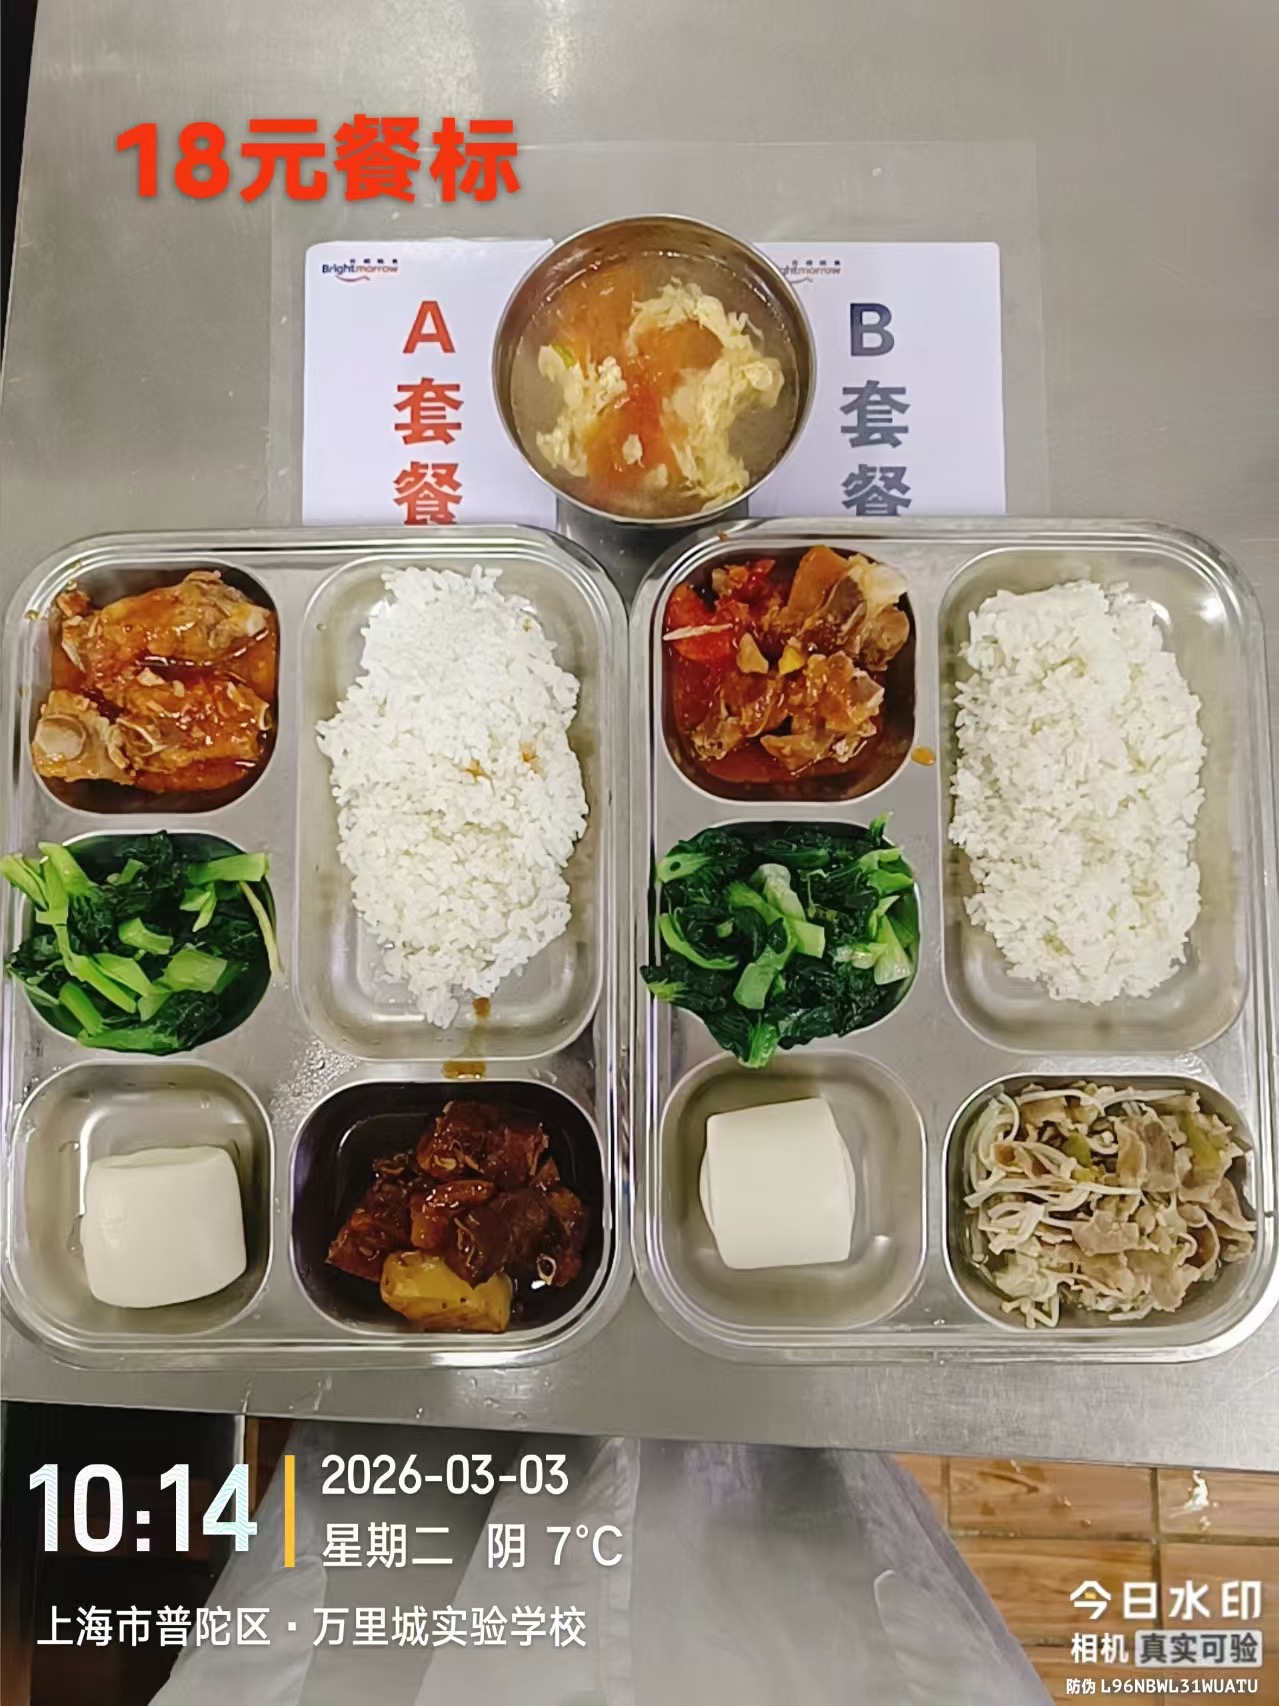 18元餐标
Brightmorrow
A
套
餐
ghtmorrow
B
套
餐
10:14
2026-03-03
星期二 阴 7°C
上海市普陀区·万里城实验学校
今日水印
相机 真实可验
防伪 L96NBWL31WUATU